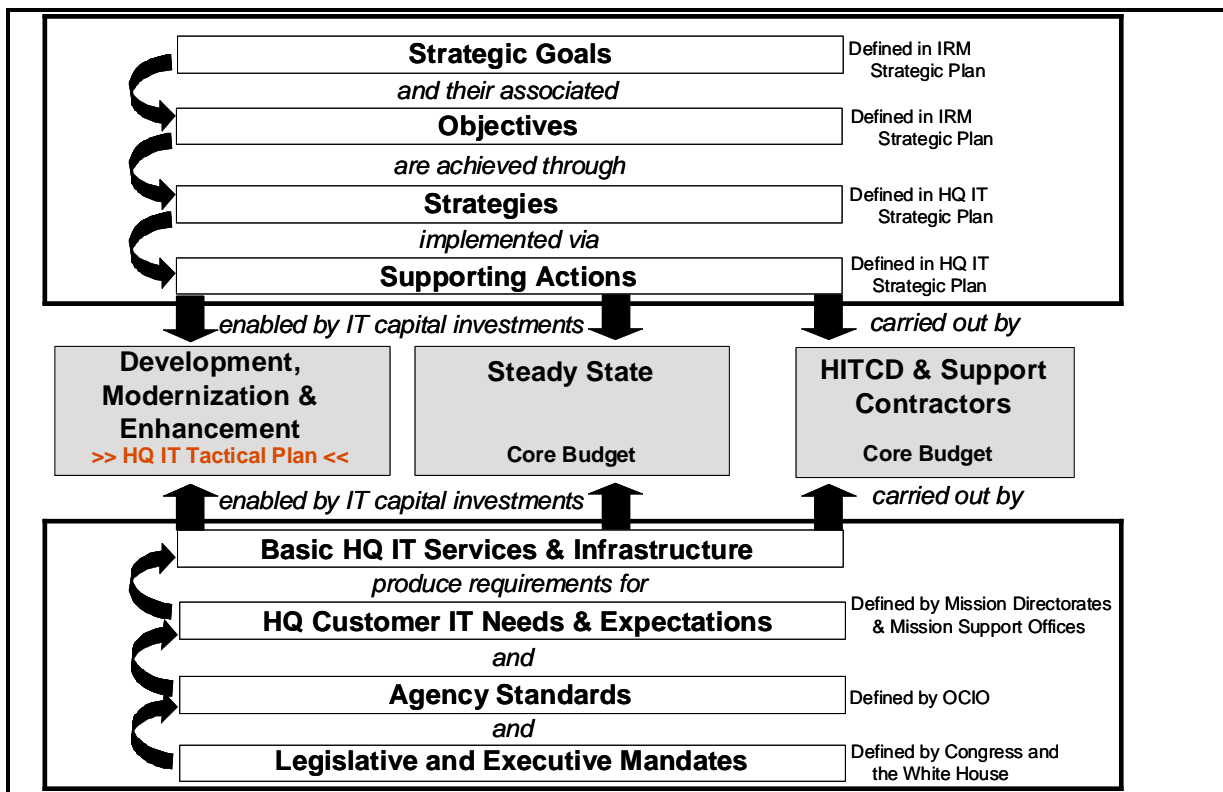 Strategic Goals
Defined in IRM
Strategic Plan
and their associated
Objectives
Defined in IRM
Strategic Plan
are achieved through
Strategies
Defined in HQ IT
Strategic Plan
implemented via
Supporting Actions
Defined in HQ IT
Strategic Plan
enabled by IT capital investments
carried out by
Development,
Modernization &
Enhancement
>> HQ IT Tactical Plan <<
Steady State
Core Budget
HITCD & Support
Contractors
Core Budget
enabled by IT capital investments
carried out by
Basic HQ IT Services & Infrastructure
produce requirements for
HQ Customer IT Needs & Expectations
Defined by Mission Directorates
& Mission Support Offices
and
Agency Standards
Defined by OCIO
and
Legislative and Executive Mandates
Defined by Congress and
the White House